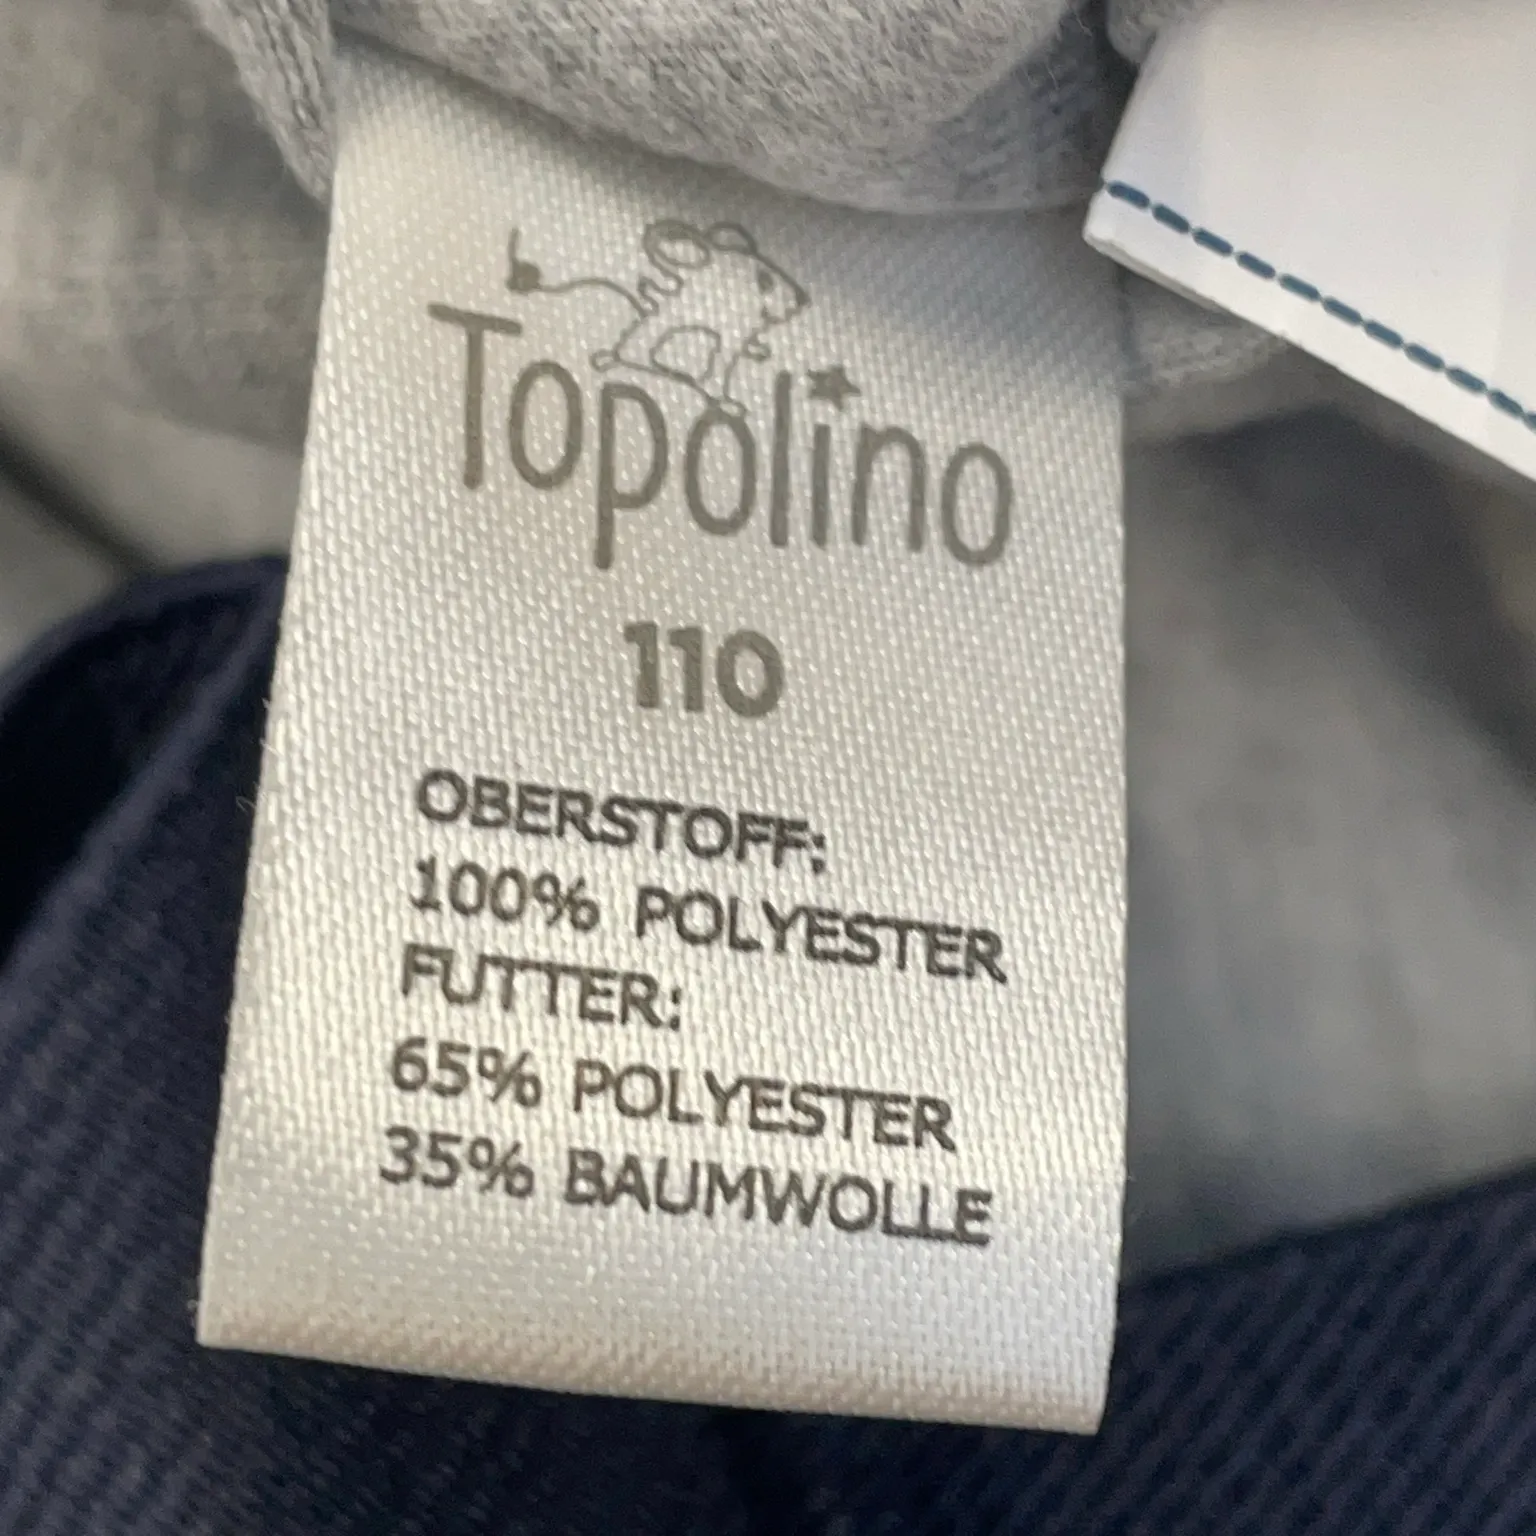 Topolino
110
OBERSTOFF:
100% POLYESTER
FUTTER:
65% POLYESTER
35% BAUMWOLLE